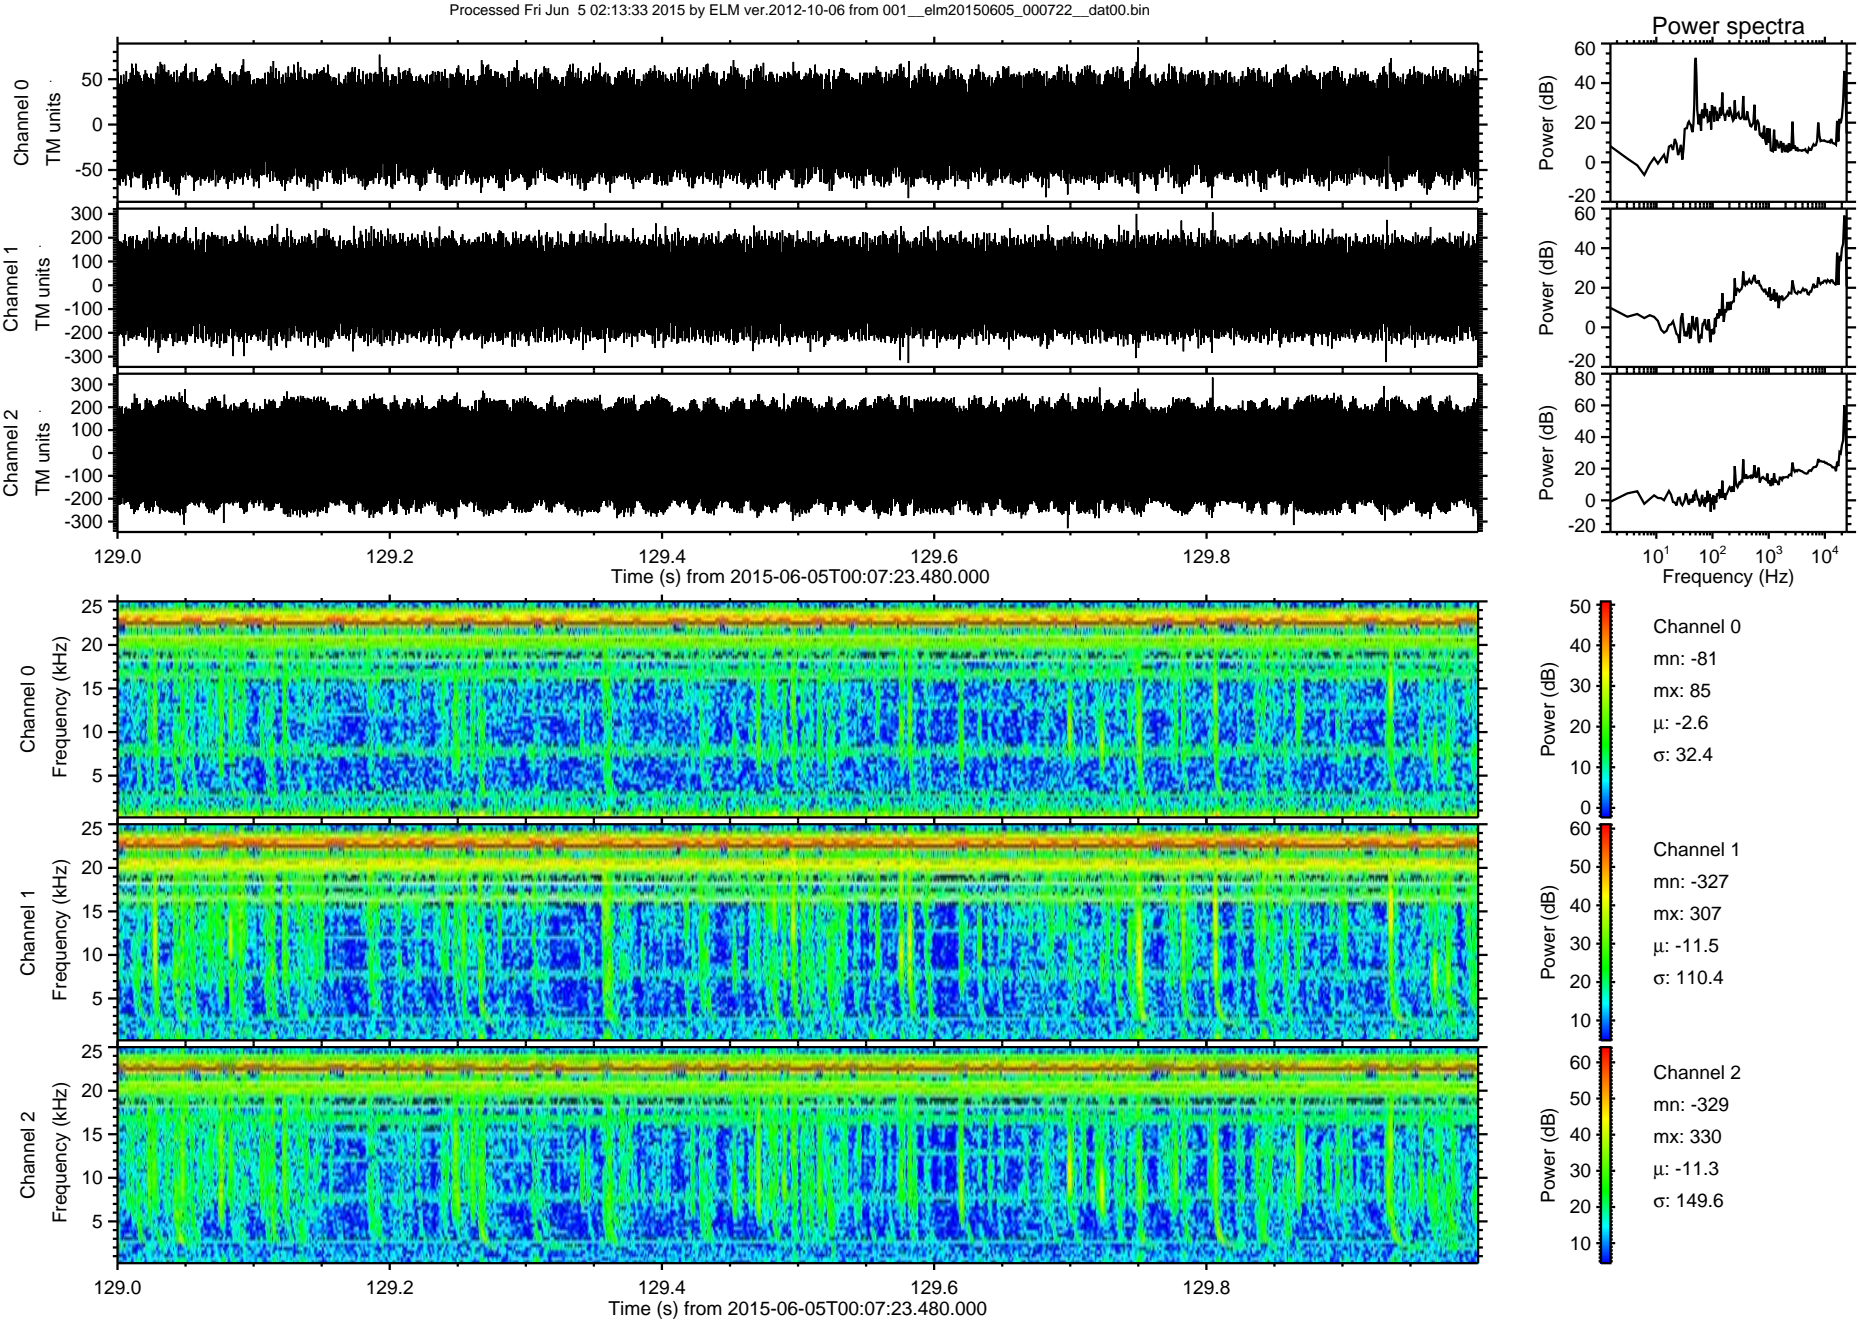 Processed Fri Jun  5 02:13:33 2015 by ELM ver.2012-10-06 from 001__elm20150605_000722__dat00.bin
Power spectra
Channel 0
TM units
50
0
-50
Power (dB)
60
40
20
0
-20
Channel 1
TM units
300
200
100
0
-100
-200
-300
Power (dB)
60
40
20
0
-20
Channel 2
TM units
300
200
100
0
-100
-200
-300
Power (dB)
80
60
40
20
0
-20
129.0 129.2 129.4 129.6 129.8
Time (s) from 2015-06-05T00:07:23.480.000
10¹ 10² 10³ 10⁴
Frequency (Hz)
Channel 0
Frequency (kHz)
25
20
15
10
5
Power (dB)
50
40
30
20
10
0
Channel 0
mn: -81
mx: 85
μ: -2.6
σ: 32.4
Channel 1
Frequency (kHz)
25
20
15
10
5
Power (dB)
60
50
40
30
20
10
Channel 1
mn: -327
mx: 307
μ: -11.5
σ: 110.4
Channel 2
Frequency (kHz)
25
20
15
10
5
Power (dB)
60
50
40
30
20
10
Channel 2
mn: -329
mx: 330
μ: -11.3
σ: 149.6
129.0 129.2 129.4 129.6 129.8
Time (s) from 2015-06-05T00:07:23.480.000